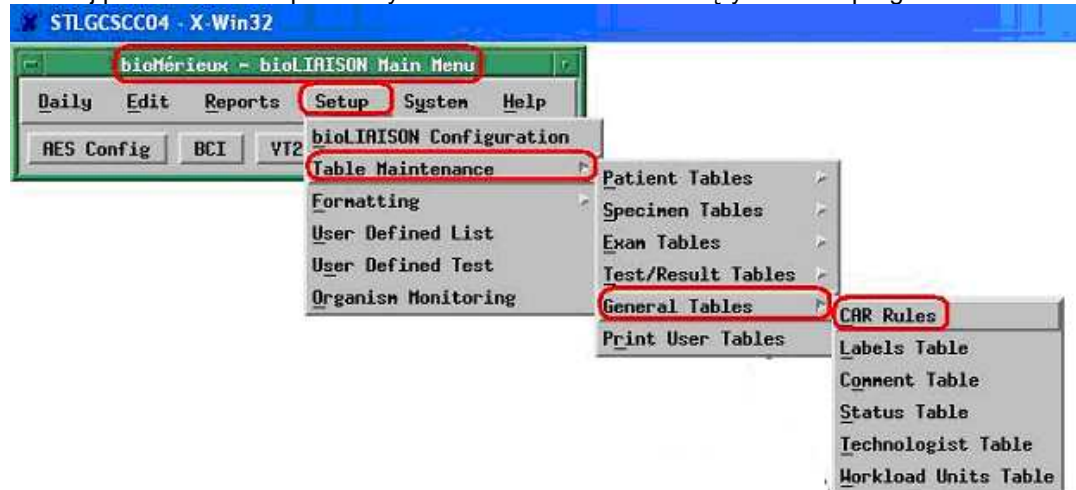 STLGCSCC04 - X-Win32
bioMérieux - bioLIAISON Main Menu
Daily Edit Reports Setup System Help
AES Config BCI VT2
bioLIAISON Configuration
Table Maintenance
Formatting
User Defined List
User Defined Test
Organism Monitoring
Patient Tables
Specimen Tables
Exam Tables
Test/Result Tables
General Tables
Print User Tables
CAR Rules
Labels Table
Comment Table
Status Table
Technologist Table
Workload Units Table